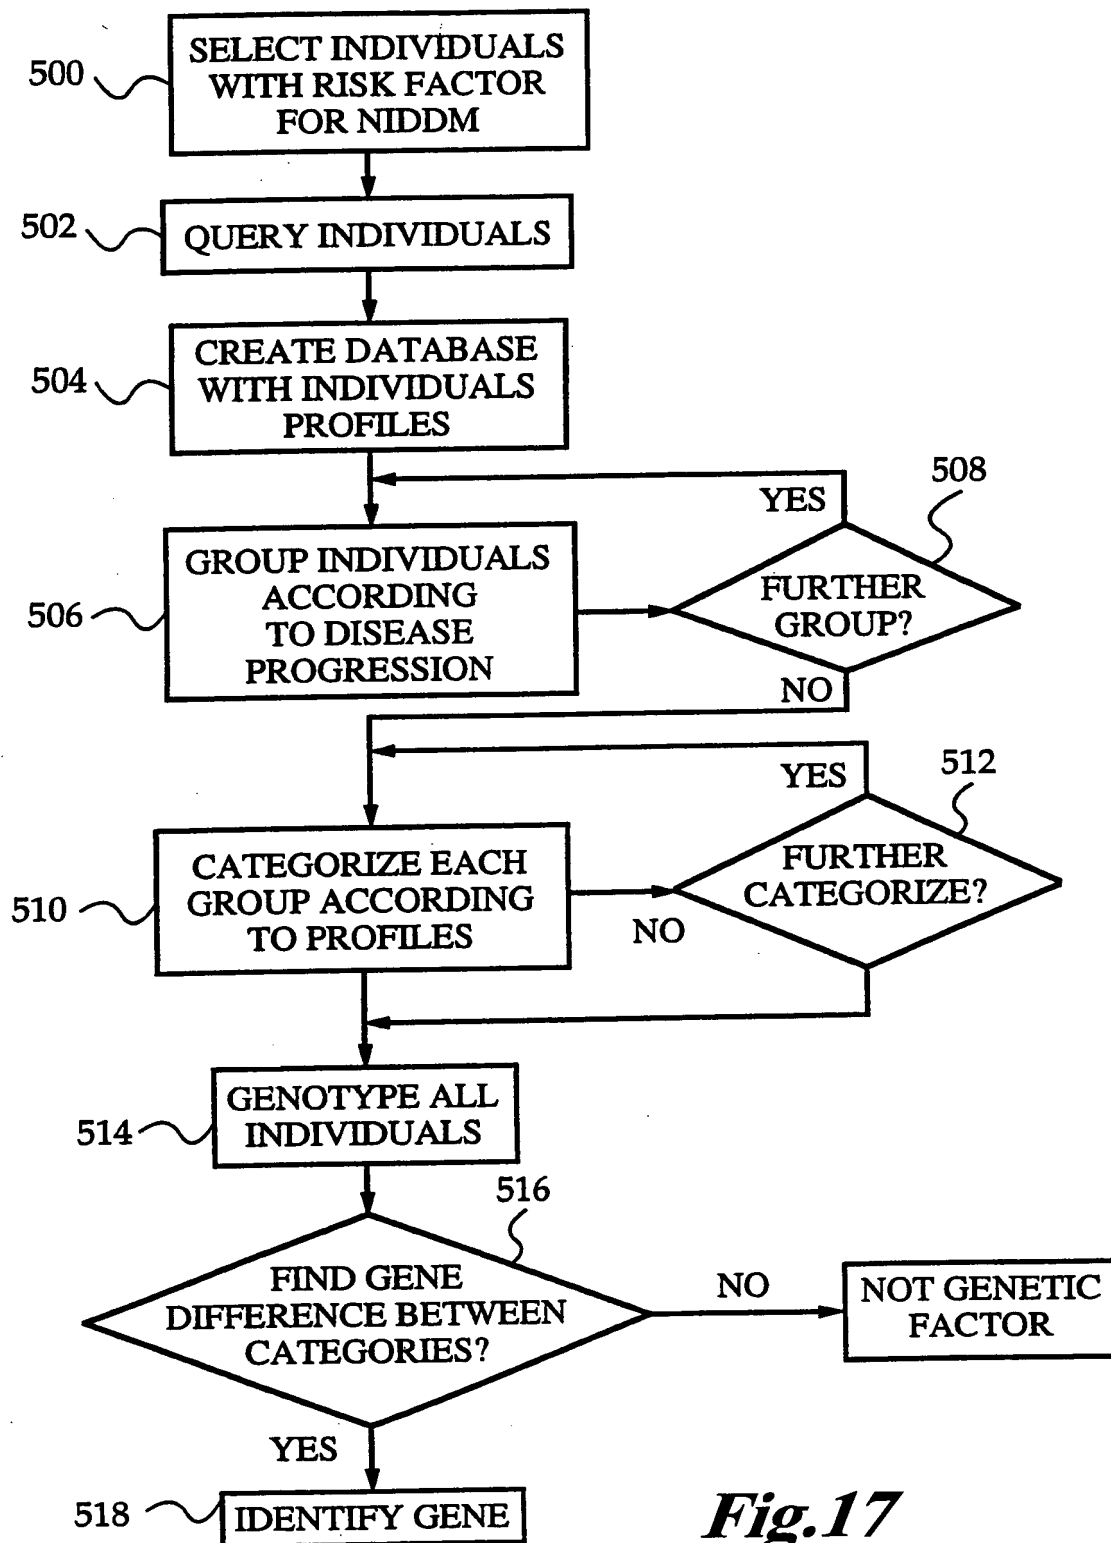 500
SELECT INDIVIDUALS
WITH RISK FACTOR
FOR NIDDM
502
QUERY INDIVIDUALS
504
CREATE DATABASE
WITH INDIVIDUALS
PROFILES
508
YES
506
GROUP INDIVIDUALS
ACCORDING
TO DISEASE
PROGRESSION
FURTHER
GROUP?
NO
YES
512
510
CATEGORIZE EACH
GROUP ACCORDING
TO PROFILES
NO
FURTHER
CATEGORIZE?
514
GENOTYPE ALL
INDIVIDUALS
516
FIND GENE
DIFFERENCE BETWEEN
CATEGORIES?
NO
NOT GENETIC
FACTOR
YES
518
IDENTIFY GENE
Fig.17